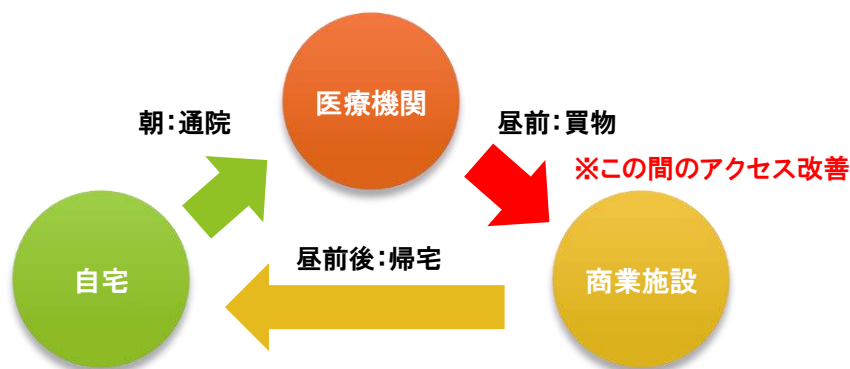 医療機関
朝：通院
昼前：買物
※この間のアクセス改善
昼前後：帰宅
自宅
商業施設